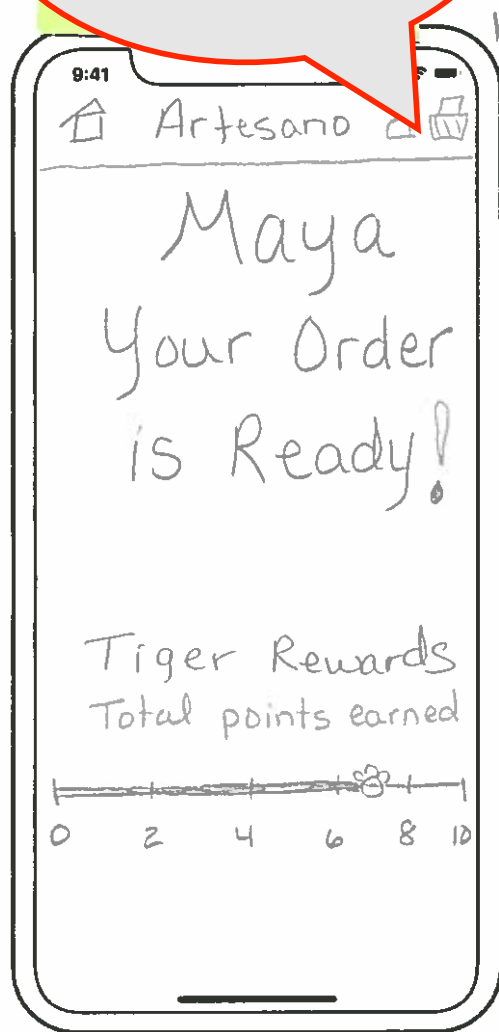 9:41
Artesano
Maya
Your Order
is Ready!
Tiger Rewards
Total points earned
0 2 4 6 8 10